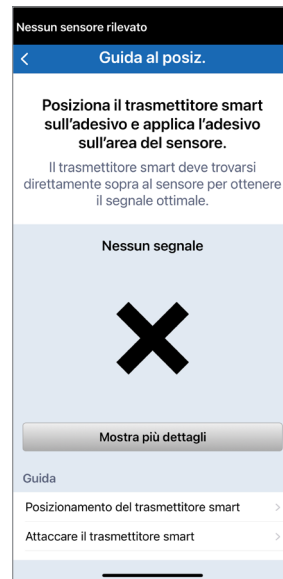 Nessun sensore rilevato
Guida al posiz.
Posiziona il trasmettitore smart
sull'adesivo e applica l'adesivo
sull'area del sensore.
Il trasmettitore smart deve trovarsi
direttamente sopra al sensore per ottenere
il segnale ottimale.
Nessun segnale
Mostra più dettagli
Guida
Posizionamento del trasmettitore smart
Attaccare il trasmettitore smart